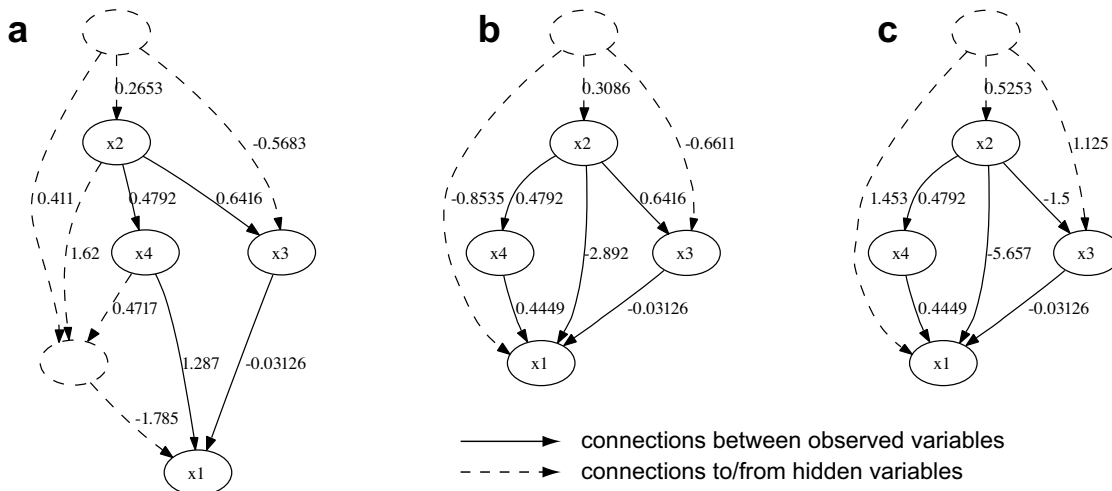 a
b
c
0.2653
0.3086
0.5253
x2
x2
x2
-0.5683
-0.6611
1.125
0.411
0.4792
0.6416
-0.8535
0.4792
0.6416
1.453
0.4792
-1.5
1.62
x4
x3
x4
-2.892
x3
x4
-5.657
x3
0.4717
0.4449
-0.03126
0.4449
-0.03126
1.287
-0.03126
x1
x1
-1.785
x1
connections between observed variables
connections to/from hidden variables